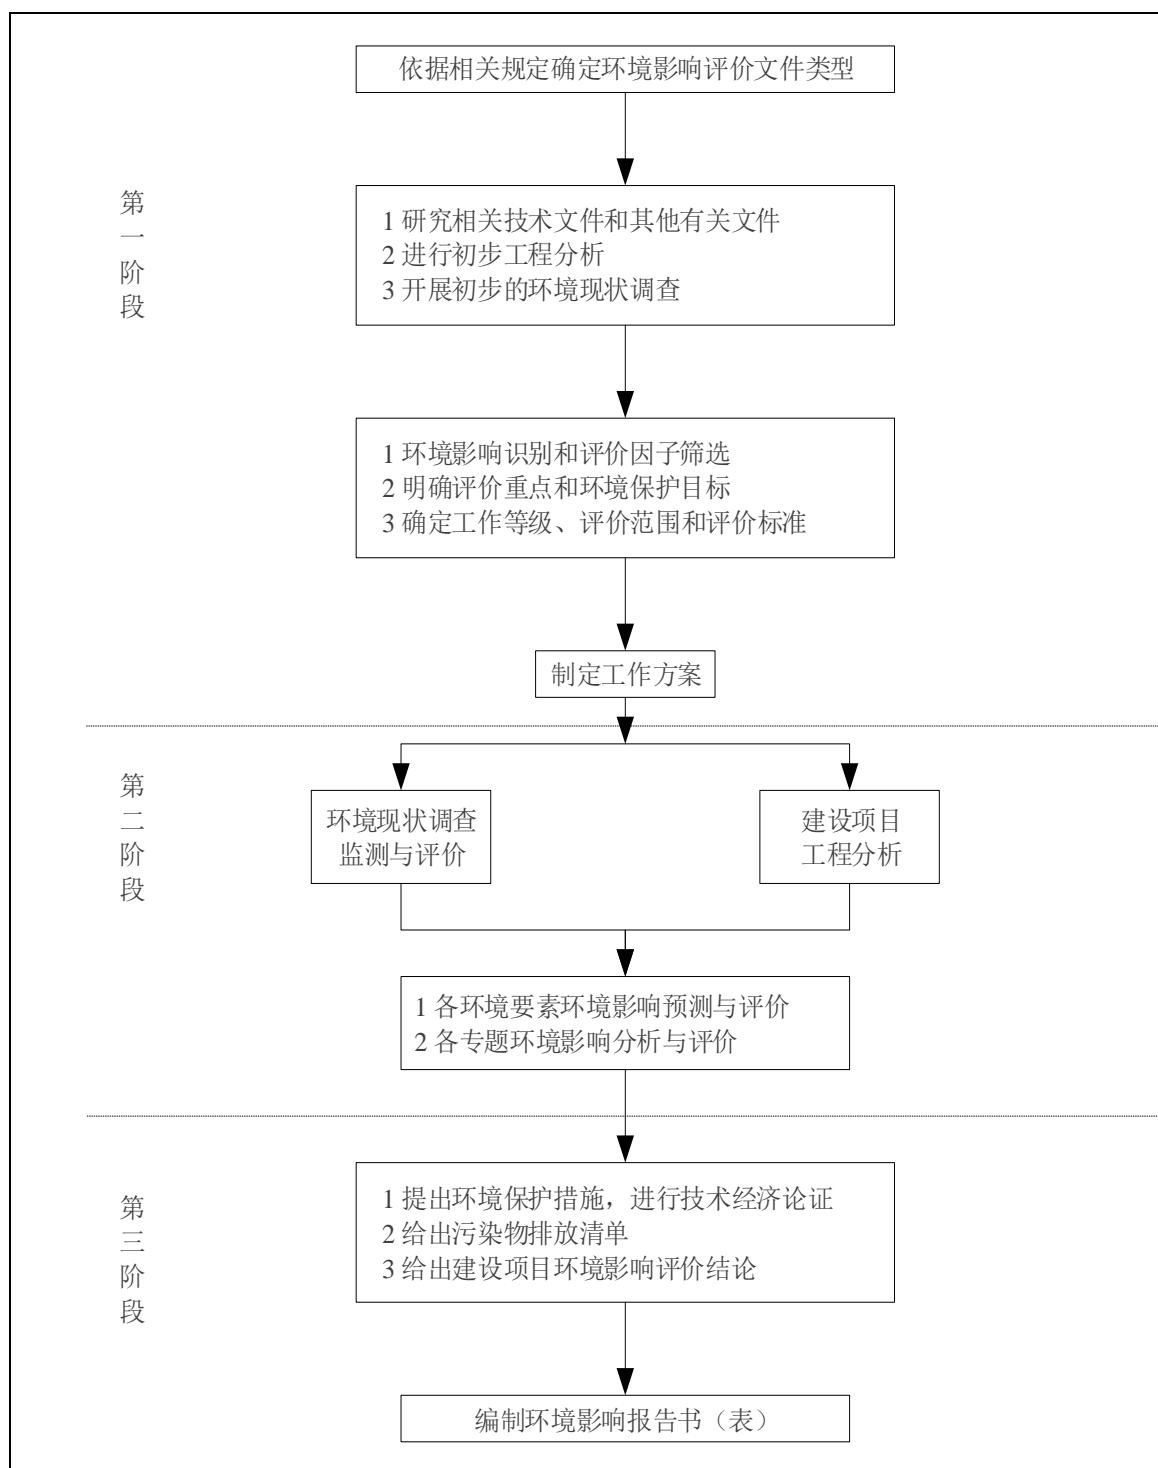 依据相关规定确定环境影响评价文件类型
第一阶段
1 研究相关技术文件和其他有关文件
2 进行初步工程分析
3 开展初步的环境现状调查
1 环境影响识别和评价因子筛选
2 明确评价重点和环境保护目标
3 确定工作等级、评价范围和评价标准
制定工作方案
第二阶段
环境现状调查
监测与评价
建设项目
工程分析
1 各环境要素环境影响预测与评价
2 各专题环境影响分析与评价
第三阶段
1 提出环境保护措施，进行技术经济论证
2 给出污染物排放清单
3 给出建设项目环境影响评价结论
编制环境影响报告书（表）